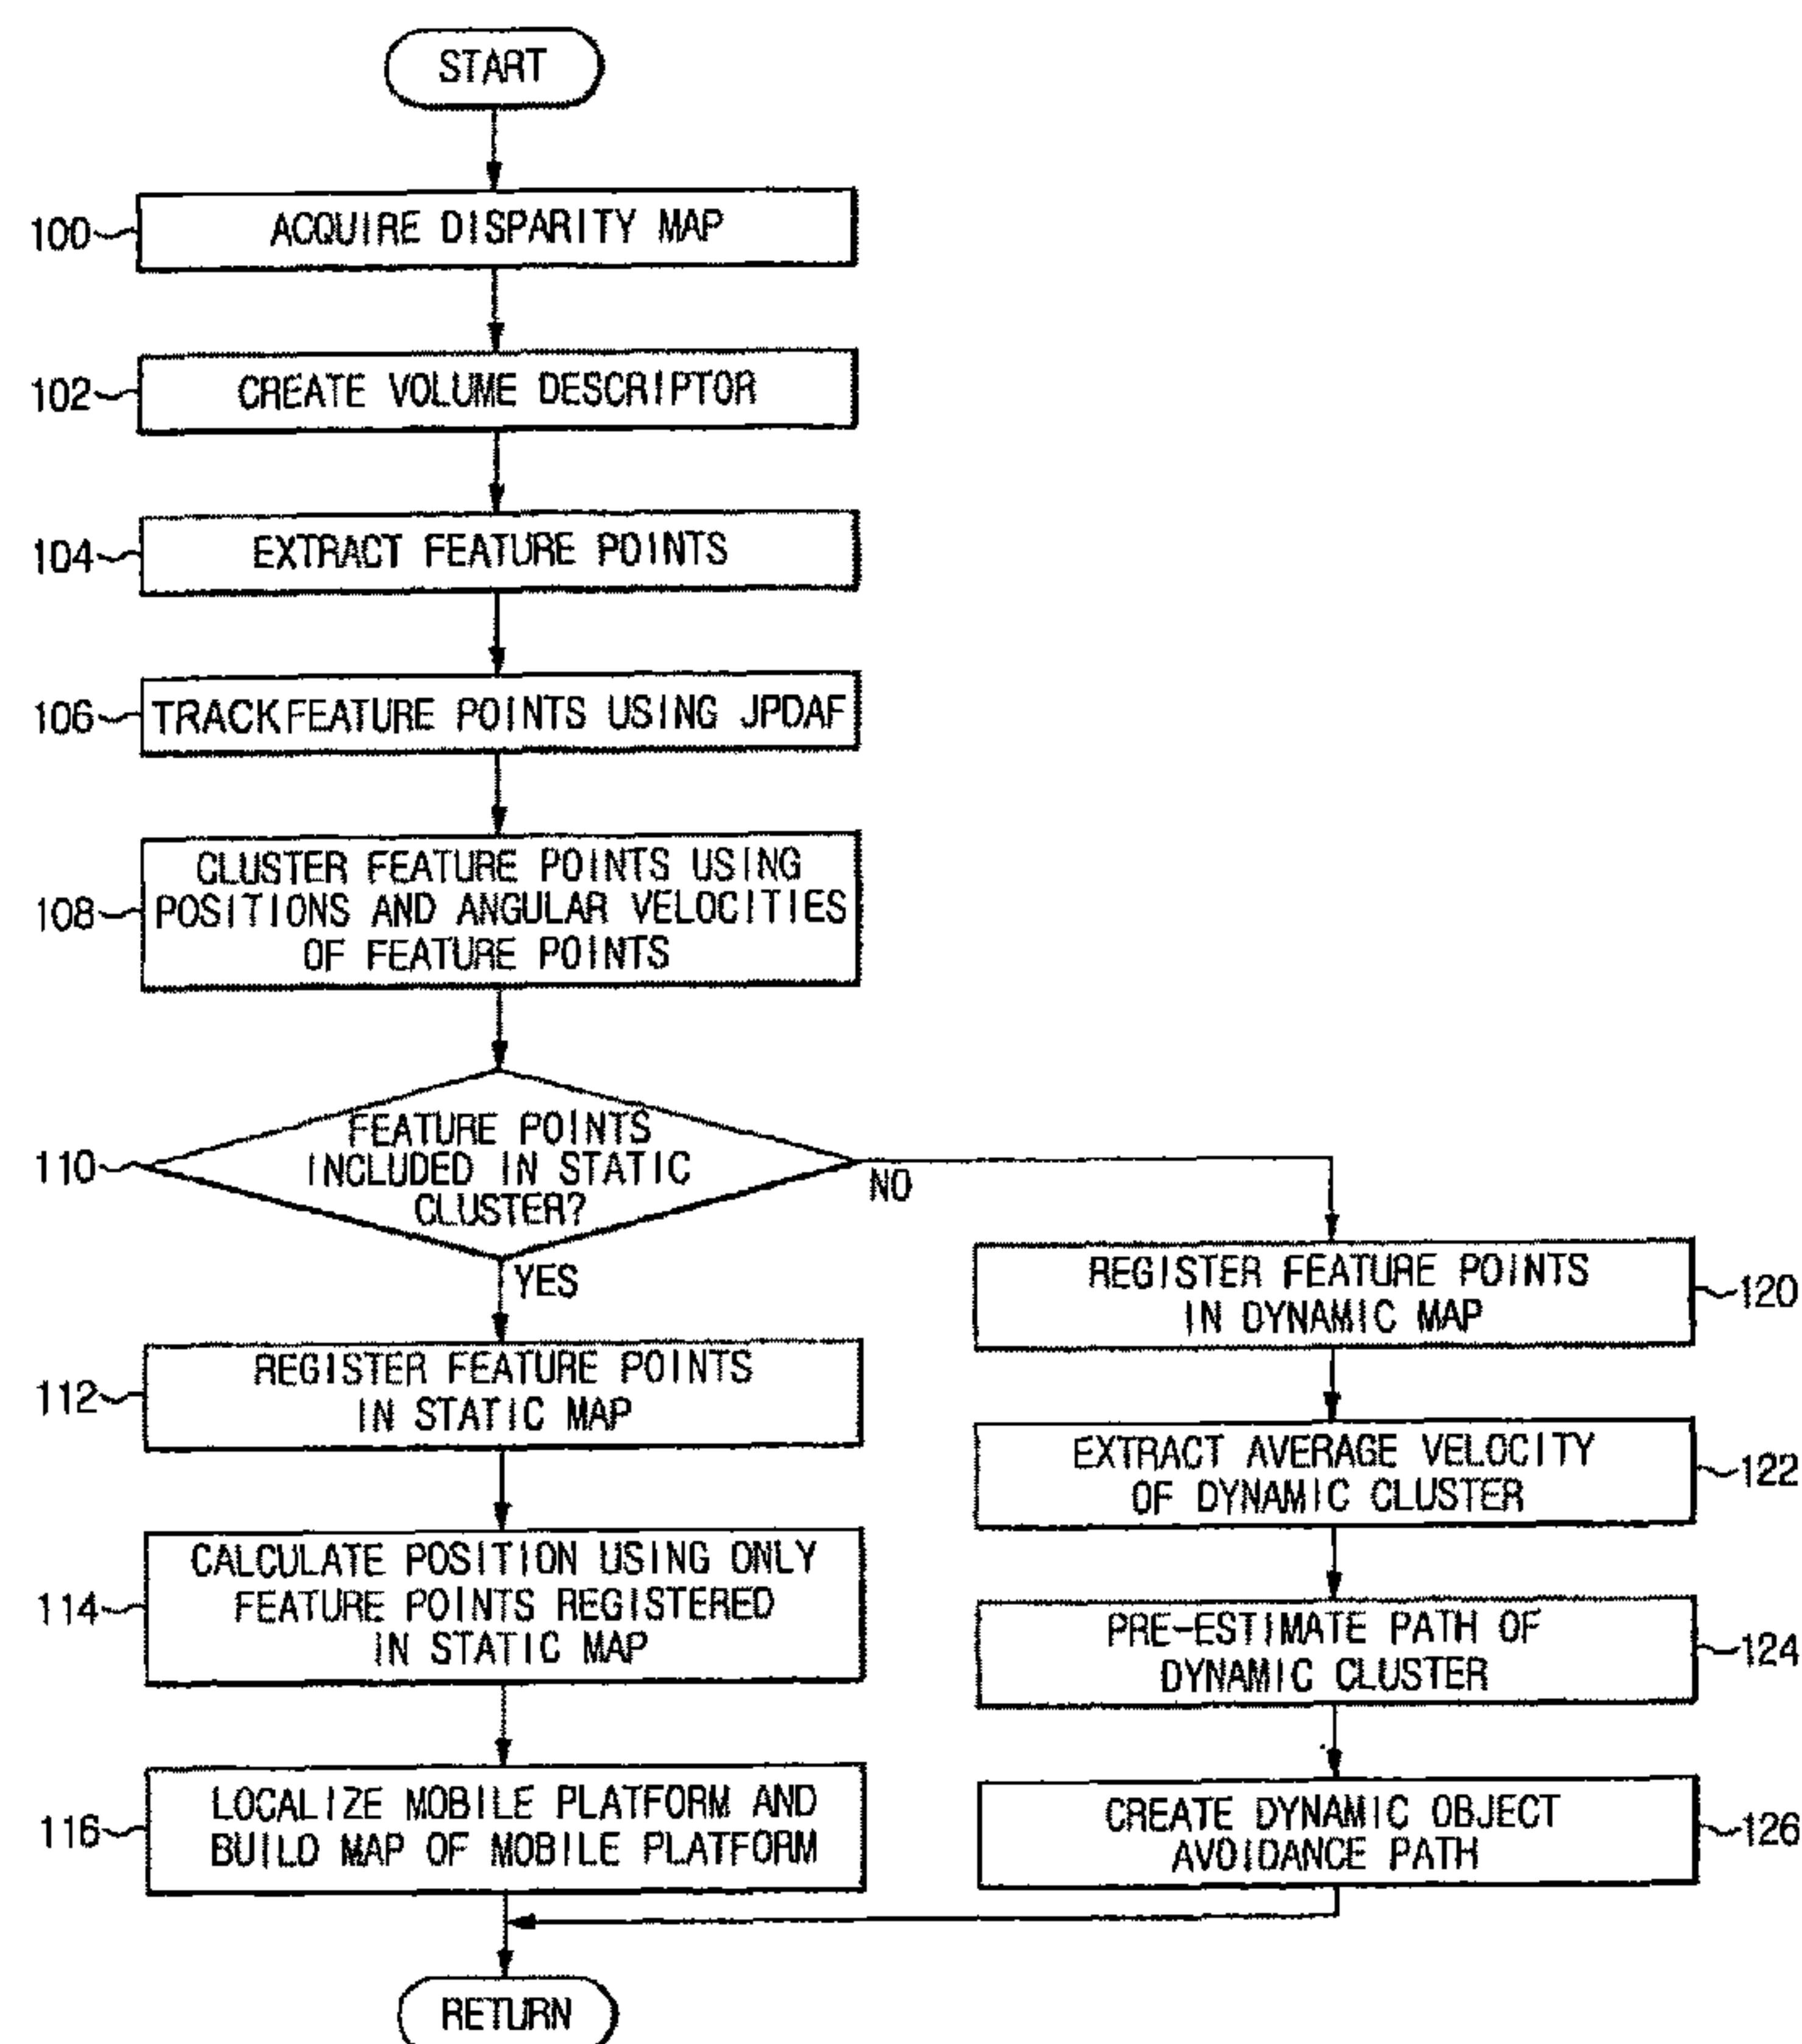 START
100
ACQUIRE DISPARITY MAP
102
CREATE VOLUME DESCRIPTOR
104
EXTRACT FEATURE POINTS
106
TRACK FEATURE POINTS USING JPDAF
108
CLUSTER FEATURE POINTS USING
POSITIONS AND ANGULAR VELOCITIES
OF FEATURE POINTS
110
FEATURE POINTS
INCLUDED IN STATIC
CLUSTER?
NO
YES
112
REGISTER FEATURE POINTS
IN STATIC MAP
114
CALCULATE POSITION USING ONLY
FEATURE POINTS REGISTERED
IN STATIC MAP
116
LOCALIZE MOBILE PLATFORM AND
BUILD MAP OF MOBILE PLATFORM
REGISTER FEATURE POINTS
IN DYNAMIC MAP
120
EXTRACT AVERAGE VELOCITY
OF DYNAMIC CLUSTER
122
PRE-ESTIMATE PATH OF
DYNAMIC CLUSTER
124
CREATE DYNAMIC OBJECT
AVOIDANCE PATH
126
RETURN